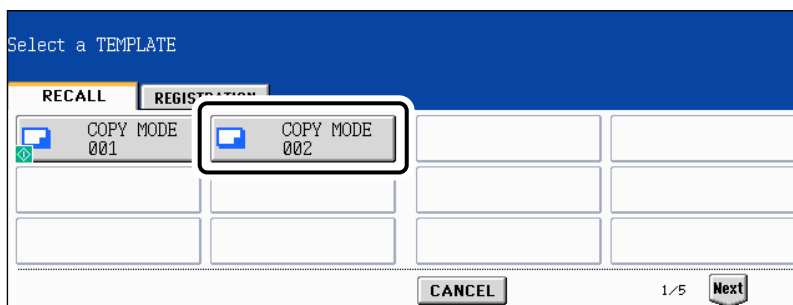 Select a TEMPLATE
RECALL
COPY MODE
001
COPY MODE
002
CANCEL
1/5
Next